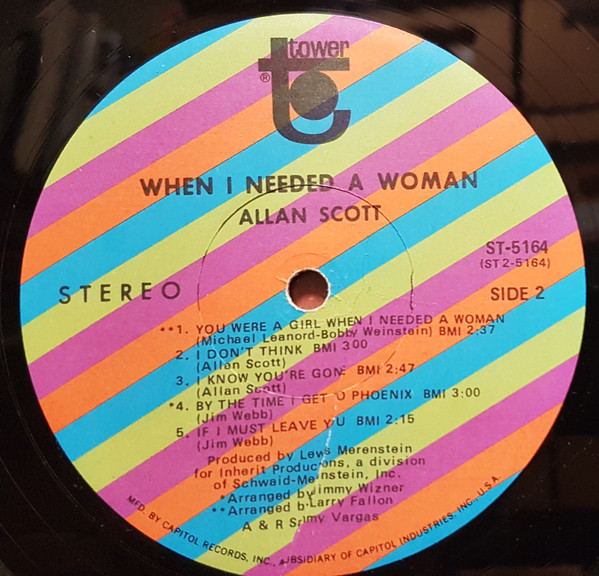 tower
®
WHEN I NEEDED A WOMAN
ALLAN SCOTT
ST-5164
(ST 2-5164)
STEREO
SIDE 2
**1. YOU WERE A GIRL WHEN I NEEDED A WOMAN
(Michael Leanord-Bobby Weinstein) BMI 2:37
2. I DON'T THINK BMI 3:00
(Allan Scott)
3. I KNOW YOU'RE GONE BMI 2:47
(Allan Scott)
*4. BY THE TIME I GET O PHOENIX BMI 3:00
(Jim Webb)
5. IF I MUST LEAVE Y U BMI 2:15
(Jim Webb)
Produced by Lewis Merenstein
for Inherit Productions, a division
of Schwaid-Merenstein, Inc.
*Arranged by Jimmy Wizner
**Arranged b Larry Fallon
A & R Vargas
MFD. BY CAPITOL RECORDS, INC., A SUBSIDIARY OF CAPITOL INDUSTRIES, INC., U.S.A.